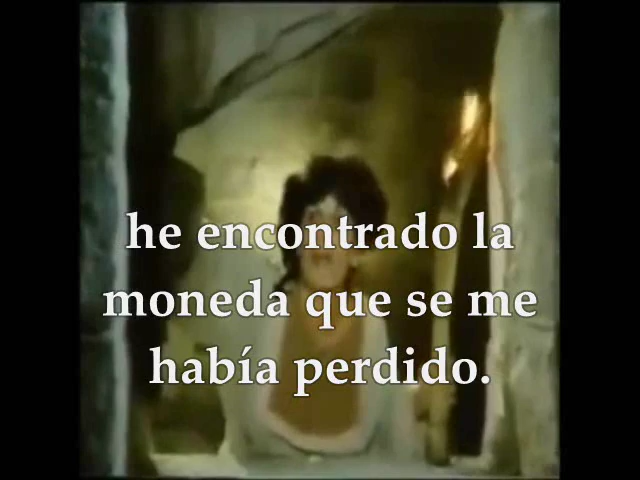 he encontrado la
moneda que se me
había perdido.